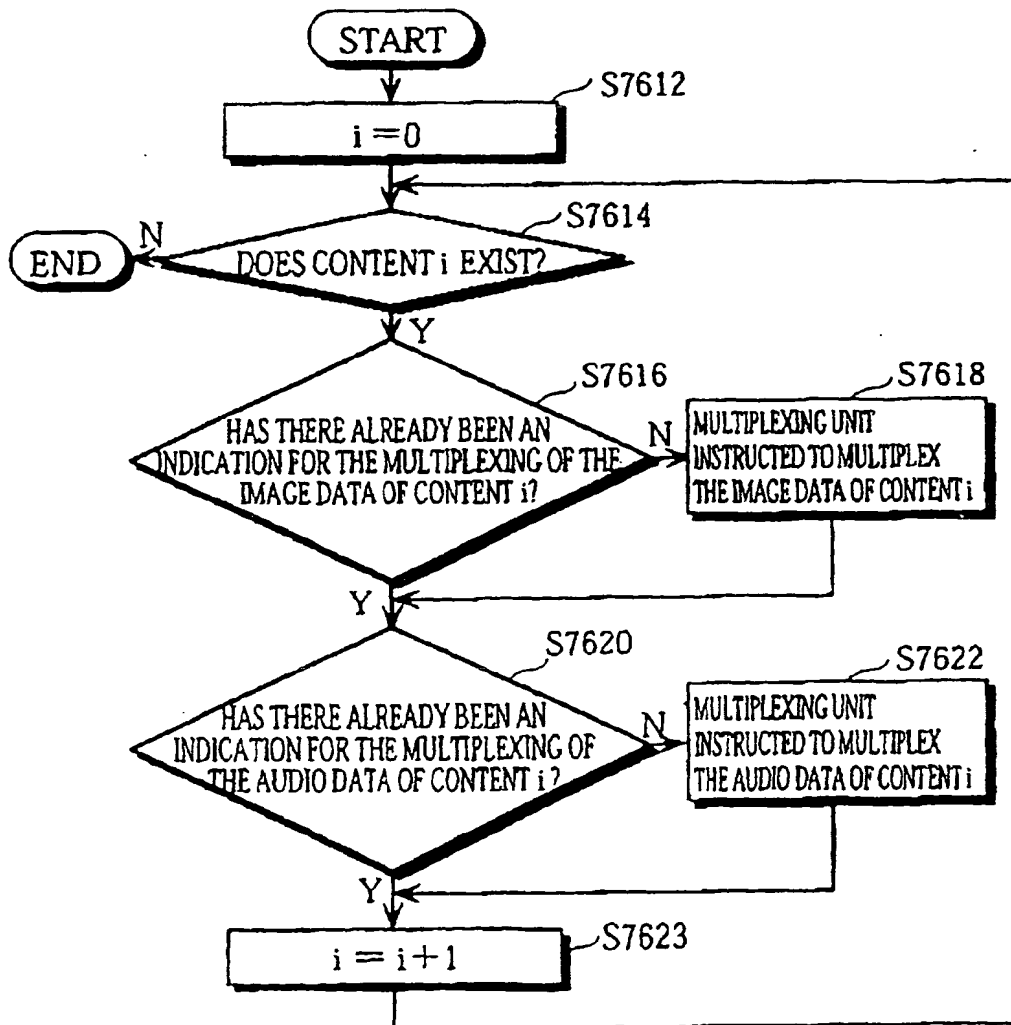 START
S7612
i=0
S7614
N
END
DOES CONTENT i EXIST?
Y
S7616
HAS THERE ALREADY BEEN AN
INDICATION FOR THE MULTIPLEXING OF THE
IMAGE DATA OF CONTENT i?
N
S7618
MULTIPLEXING UNIT
INSTRUCTED TO MULTIPLEX
THE IMAGE DATA OF CONTENT i
Y
S7620
HAS THERE ALREADY BEEN AN
INDICATION FOR THE MULTIPLEXING OF
THE AUDIO DATA OF CONTENT i?
N
S7622
MULTIPLEXING UNIT
INSTRUCTED TO MULTIPLEX
THE AUDIO DATA OF CONTENT i
Y
i = i+1
S7623